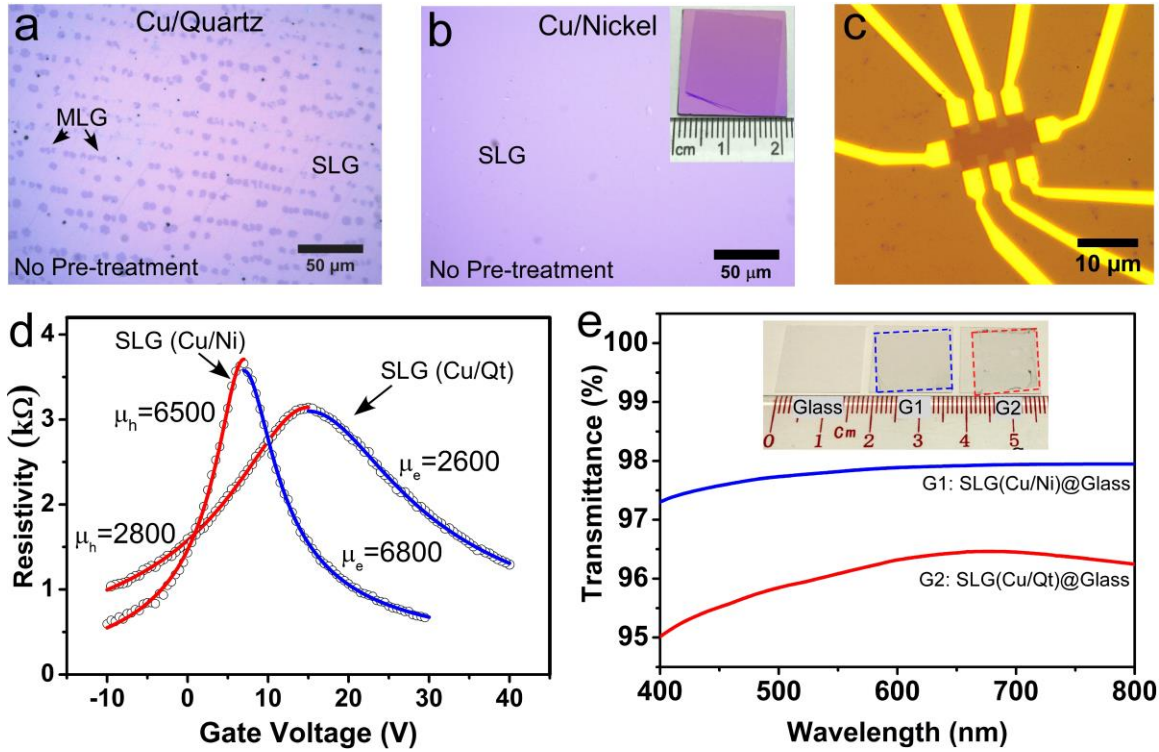 a
Cu/Quartz
MLG
SLG
No Pre-treatment
50 μm
b
Cu/Nickel
cm 1 2
SLG
No Pre-treatment
50 μm
c
10 μm
d
SLG (Cu/Ni)
SLG (Cu/Qt)
μh=6500
μe=2600
μh=2800
μe=6800
Resistivity (kΩ)
4
3
2
1
0
-10 0 10 20 30 40
Gate Voltage (V)
e
Glass G1 G2
0 1 Cm 2 3 4 5
G1: SLG(Cu/Ni)@Glass
G2: SLG(Cu/Qt)@Glass
Transmittance (%)
100
99
98
97
96
95
400 500 600 700 800
Wavelength (nm)